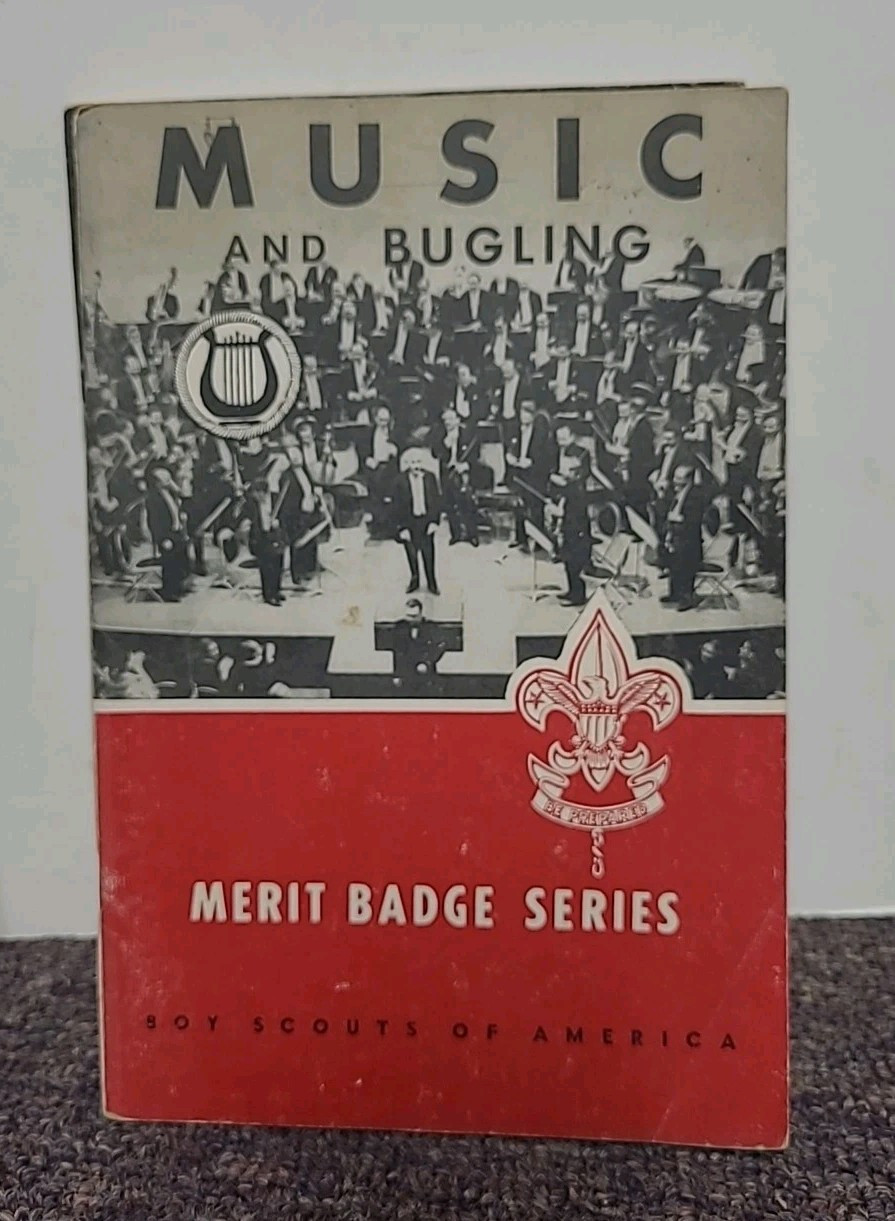 MUSIC
AND BUGLING
BE PREPARED
MERIT BADGE SERIES
BOY SCOUTS OF AMERICA